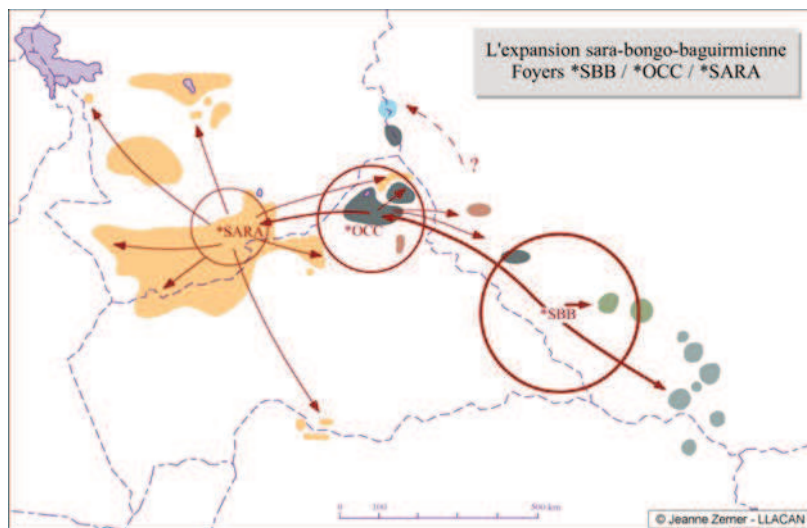 L'expansion sara-bongo-baguirmienne
Foyers *SBB / *OCC / *SARA
?
*SARA
*OCC
*SBB
0 100 500 km
© Jeanne Zerner - LLACAN